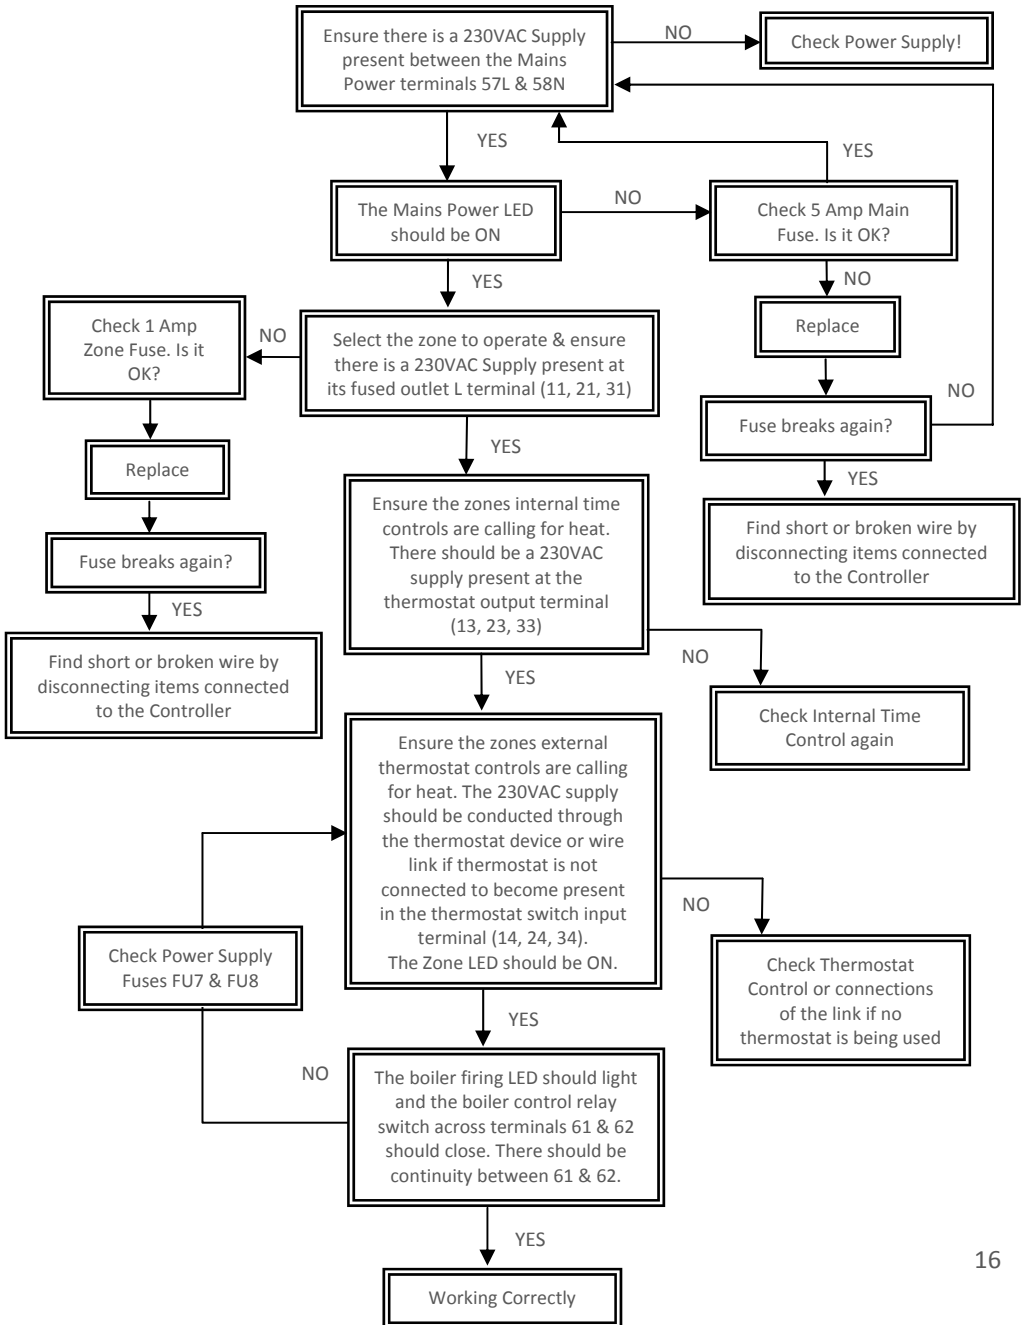 Ensure there is a 230VAC Supply
present between the Mains
Power terminals 57L & 58N
NO
Check Power Supply!
YES
YES
The Mains Power LED
should be ON
NO
Check 5 Amp Main
Fuse. Is it OK?
YES
NO
Check 1 Amp
Zone Fuse. Is it
OK?
NO
Select the zone to operate & ensure
there is a 230VAC Supply present at
its fused outlet L terminal (11, 21, 31)
Replace
NO
YES
Fuse breaks again?
Replace
YES
Ensure the zones internal time
controls are calling for heat.
There should be a 230VAC
supply present at the
thermostat output terminal
(13, 23, 33)
Find short or broken wire by
disconnecting items connected
to the Controller
Fuse breaks again?
YES
Find short or broken wire by
disconnecting items connected
to the Controller
NO
YES
Check Internal Time
Control again
Ensure the zones external
thermostat controls are calling
for heat. The 230VAC supply
should be conducted through
the thermostat device or wire
link if thermostat is not
connected to become present
in the thermostat switch input
terminal (14, 24, 34).
The Zone LED should be ON.
NO
Check Power Supply
Fuses FU7 & FU8
Check Thermostat
Control or connections
of the link if no
thermostat is being used
YES
NO
The boiler firing LED should light
and the boiler control relay
switch across terminals 61 & 62
should close. There should be
continuity between 61 & 62.
YES
Working Correctly
16